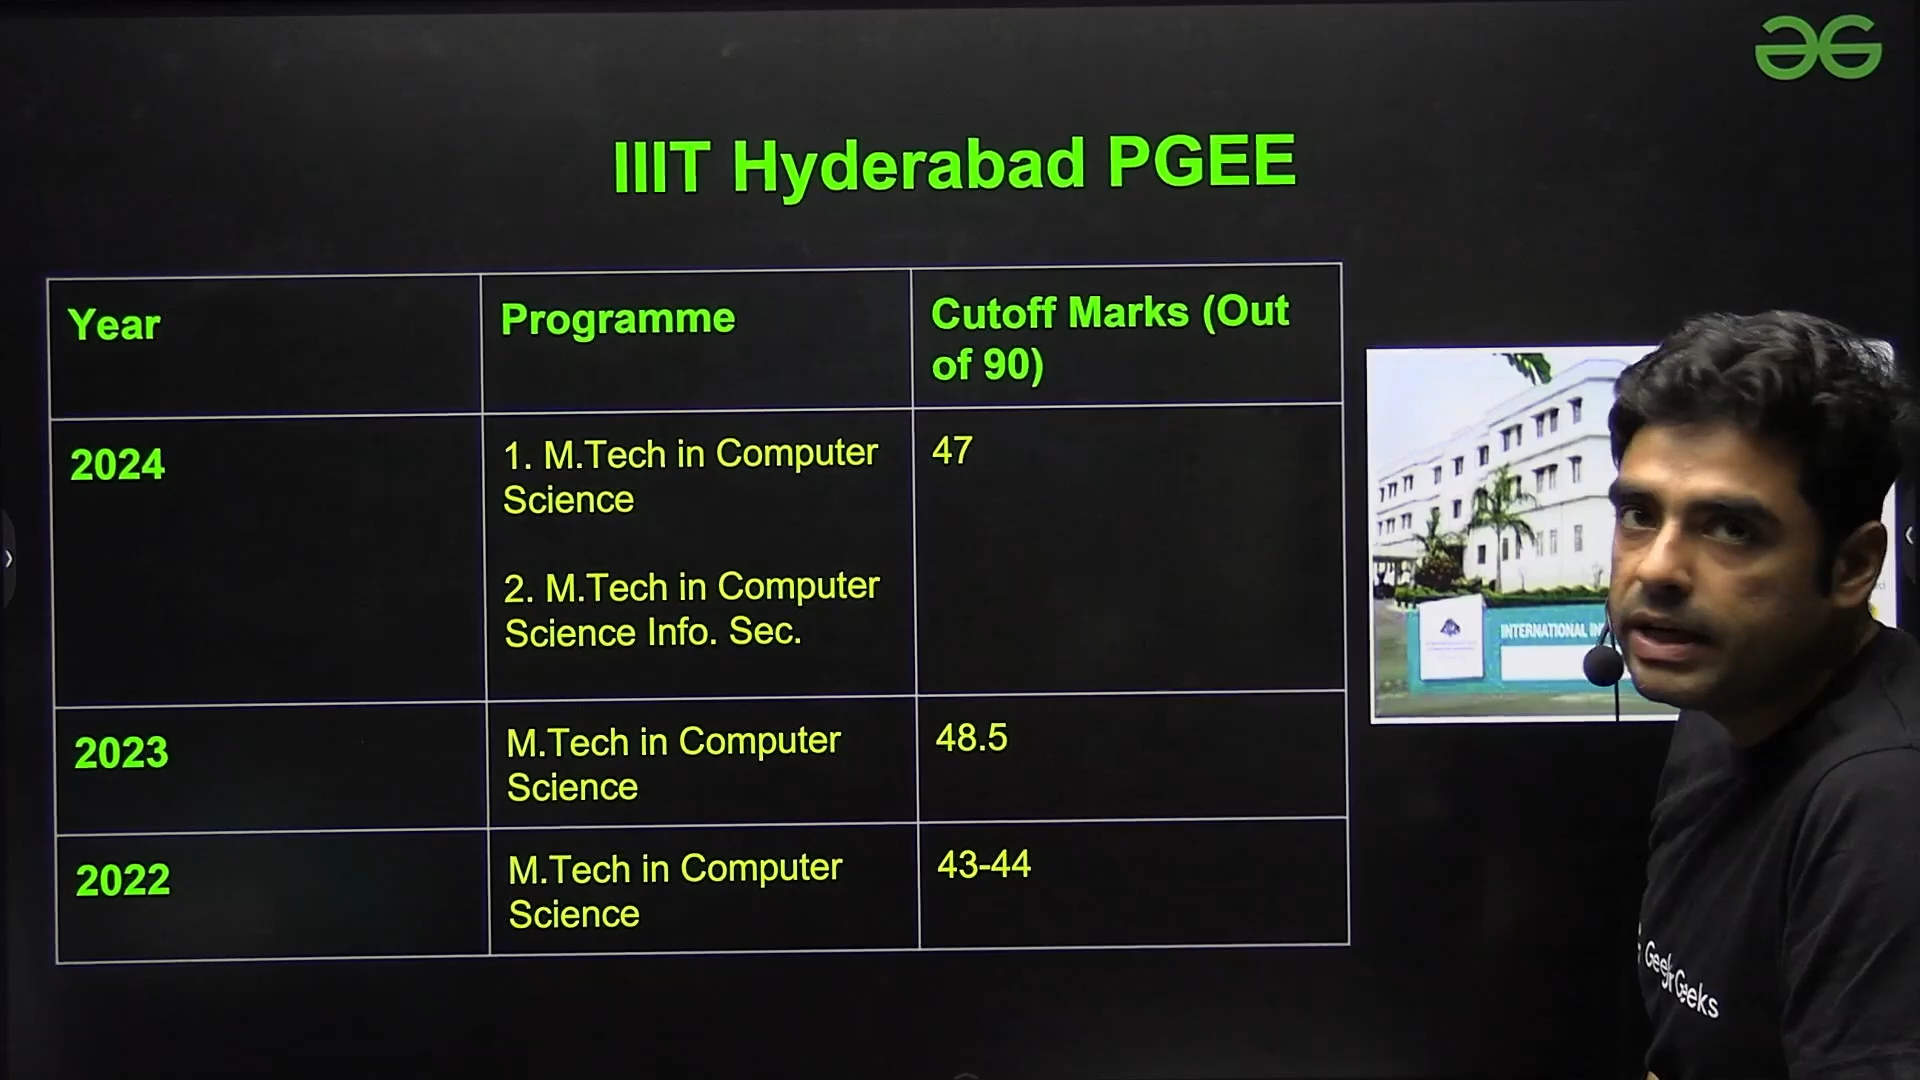 IIIT Hyderabad PGEE
Year
Programme
Cutoff Marks (Out
of 90)
2024
1. M.Tech in Computer
Science
2. M.Tech in Computer
Science Info. Sec.
47
2023
M.Tech in Computer
Science
48.5
2022
M.Tech in Computer
Science
43-44
INTERNATIONAL
Geeks